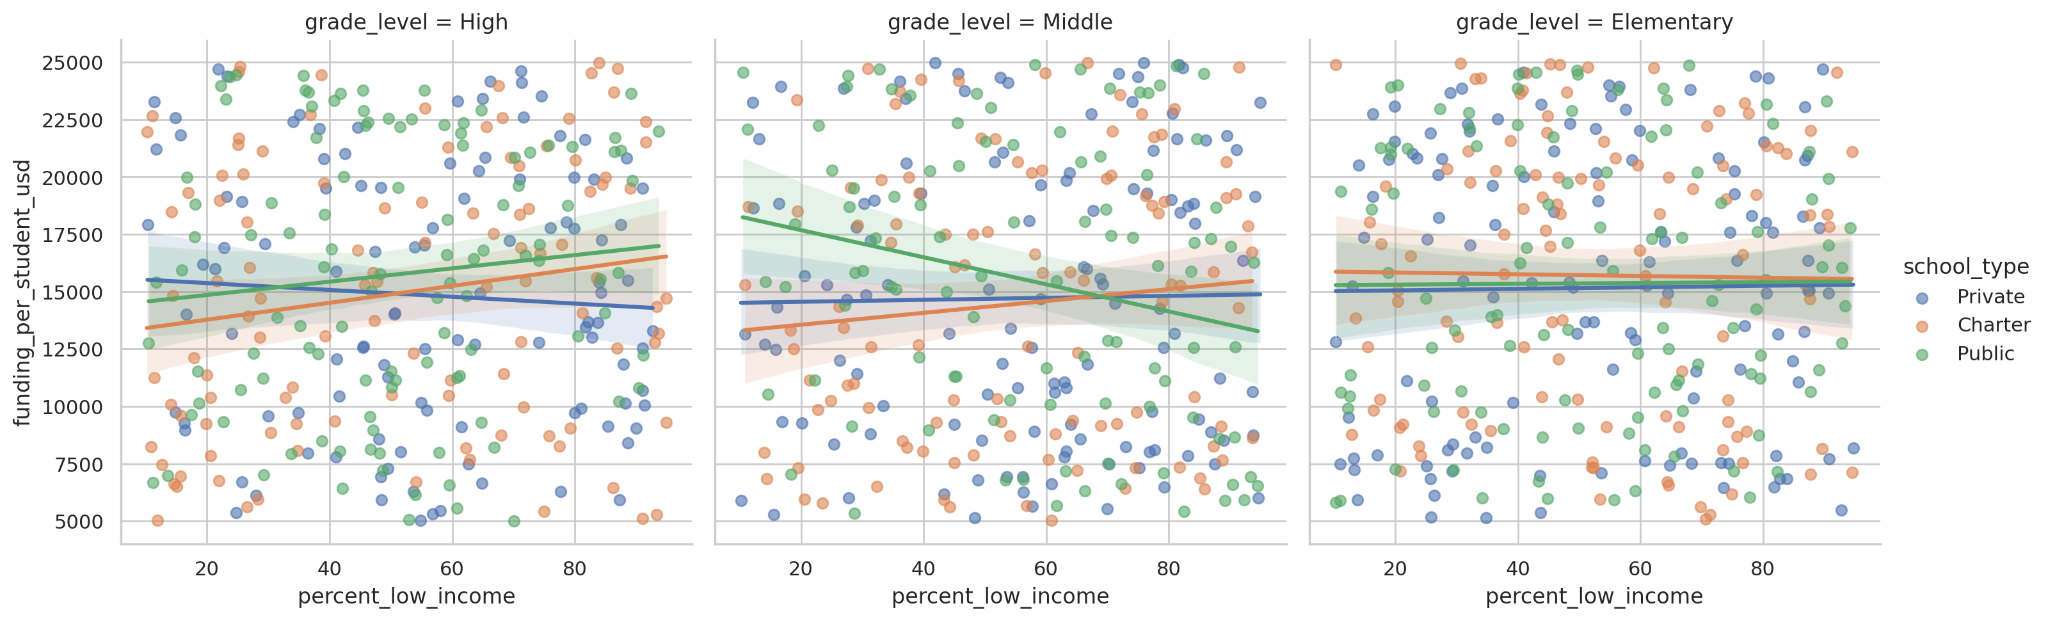 grade_level = High
grade_level = Middle
grade_level = Elementary
funding_per_student_usd
25000
22500
20000
17500
15000
12500
10000
7500
5000
20 40 60 80
20 40 60 80
20 40 60 80
percent_low_income
percent_low_income
percent_low_income
school_type
Private
Charter
Public